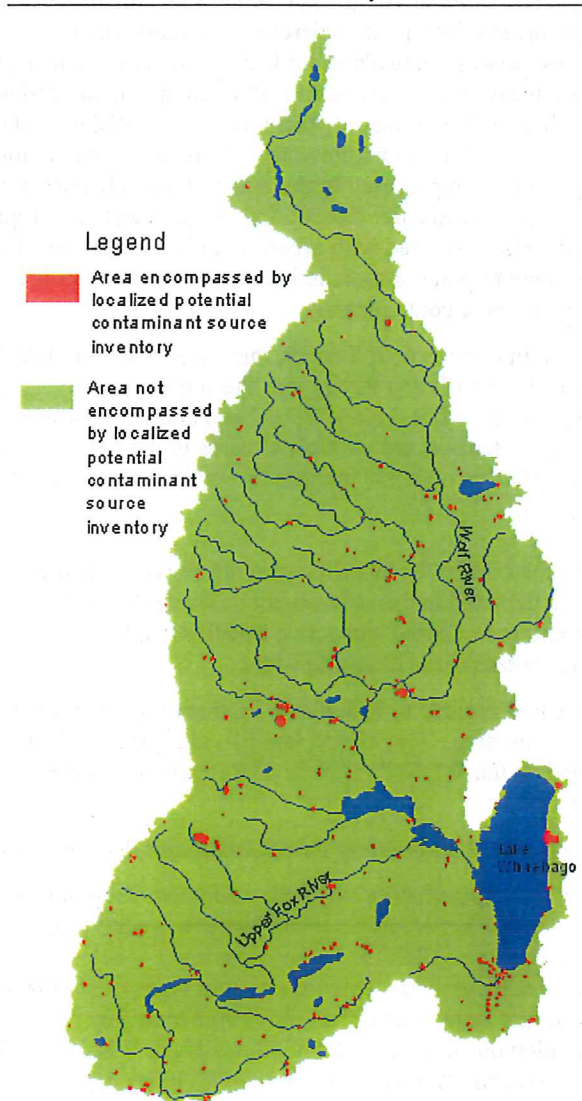 Legend
Area encompassed by
localized potential
contaminant source
inventory
Area not
encompassed
by localized
potential
contaminant
source
inventory
Wolf River
Lake
Winnebago
Upper Fox River